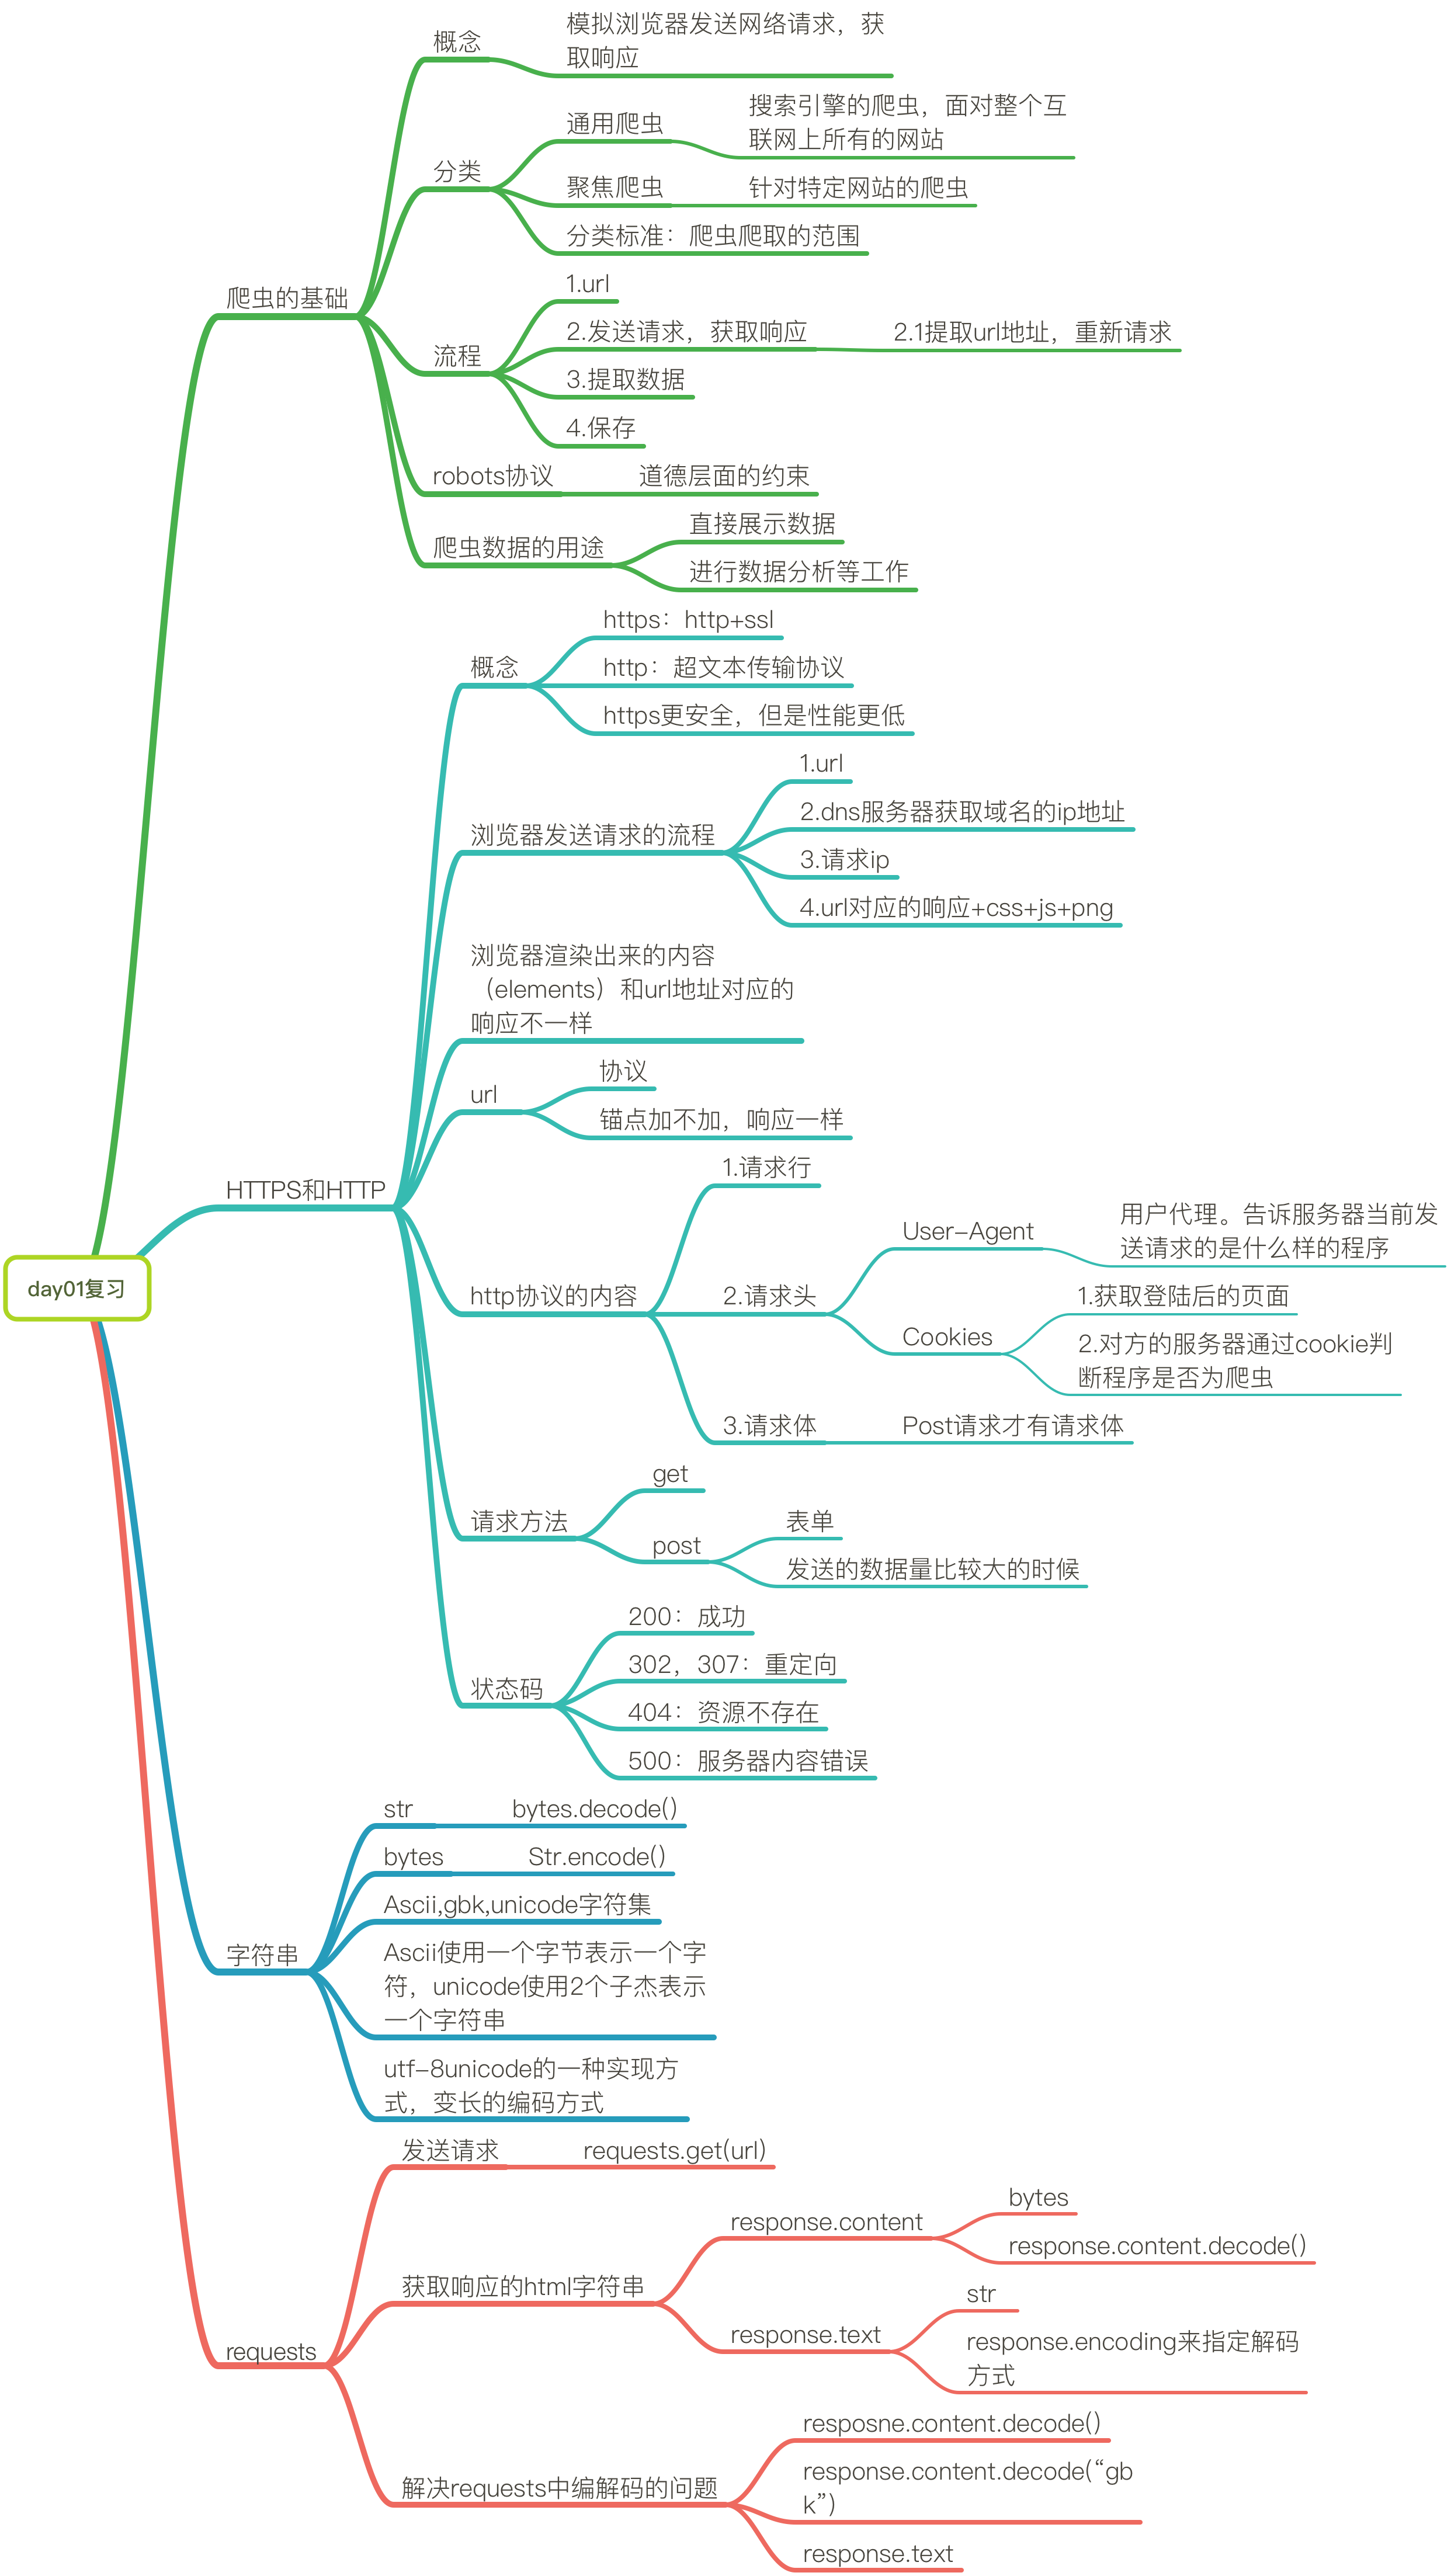 概念
模拟浏览器发送网络请求，获
取响应
分类
通用爬虫
搜索引擎的爬虫，面对整个互
联网上所有的网站
聚焦爬虫
针对特定网站的爬虫
分类标准：爬虫爬取的范围
爬虫的基础
流程
1.url
2.发送请求，获取响应
2.1提取url地址，重新请求
3.提取数据
4.保存
robots协议
道德层面的约束
爬虫数据的用途
直接展示数据
进行数据分析等工作
概念
https：http+ssl
http：超文本传输协议
https更安全，但是性能更低
浏览器发送请求的流程
1.url
2.dns服务器获取域名的ip地址
3.请求ip
4.url对应的响应+css+js+png
浏览器渲染出来的内容
（elements）和url地址对应的
响应不一样
url
协议
锚点加不加，响应一样
HTTPS和HTTP
day01复习
http协议的内容
1.请求行
2.请求头
User-Agent
用户代理。告诉服务器当前发
送请求的是什么样的程序
Cookies
1.获取登陆后的页面
2.对方的服务器通过cookie判
断程序是否为爬虫
3.请求体
Post请求才有请求体
请求方法
get
post
表单
发送的数据量比较大的时候
状态码
200：成功
302，307：重定向
404：资源不存在
500：服务器内容错误
字符串
str
bytes.decode()
bytes
Str.encode()
Ascii,gbk,unicode字符集
Ascii使用一个字节表示一个字
符，unicode使用2个子杰表示
一个字符串
utf-8unicode的一种实现方
式，变长的编码方式
requests
发送请求
requests.get(url)
获取响应的html字符串
response.content
bytes
response.content.decode()
response.text
str
response.encoding来指定解码
方式
解决requests中编解码的问题
resposne.content.decode()
response.content.decode(“gb
k”)
response.text